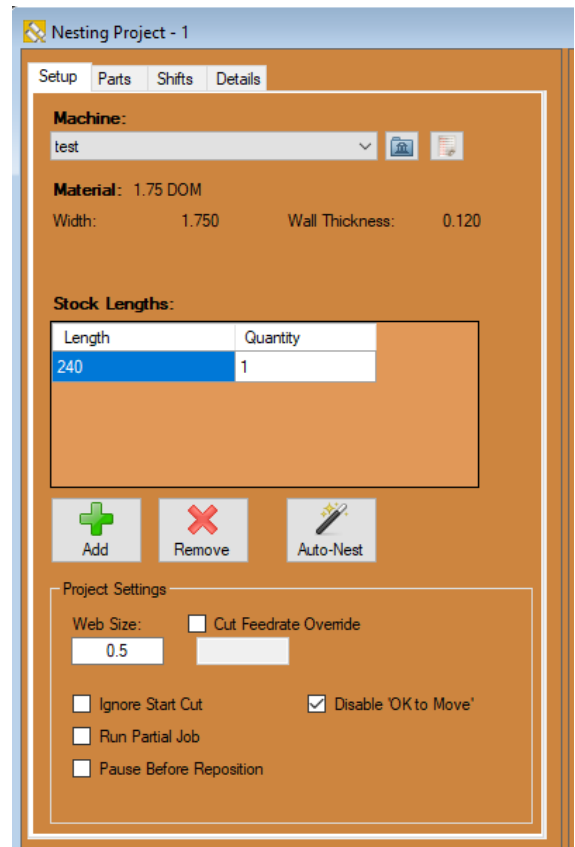 Nesting Project - 1
Setup Parts Shifts Details
Machine:
test
Material: 1.75 DOM
Width: 1.750 Wall Thickness: 0.120
Stock Lengths:
Length Quantity
240 1
Add Remove Auto-Nest
Project Settings
Web Size: Cut Feedrate Override
0.5
Ignore Start Cut Disable 'OK to Move'
Run Partial Job
Pause Before Reposition